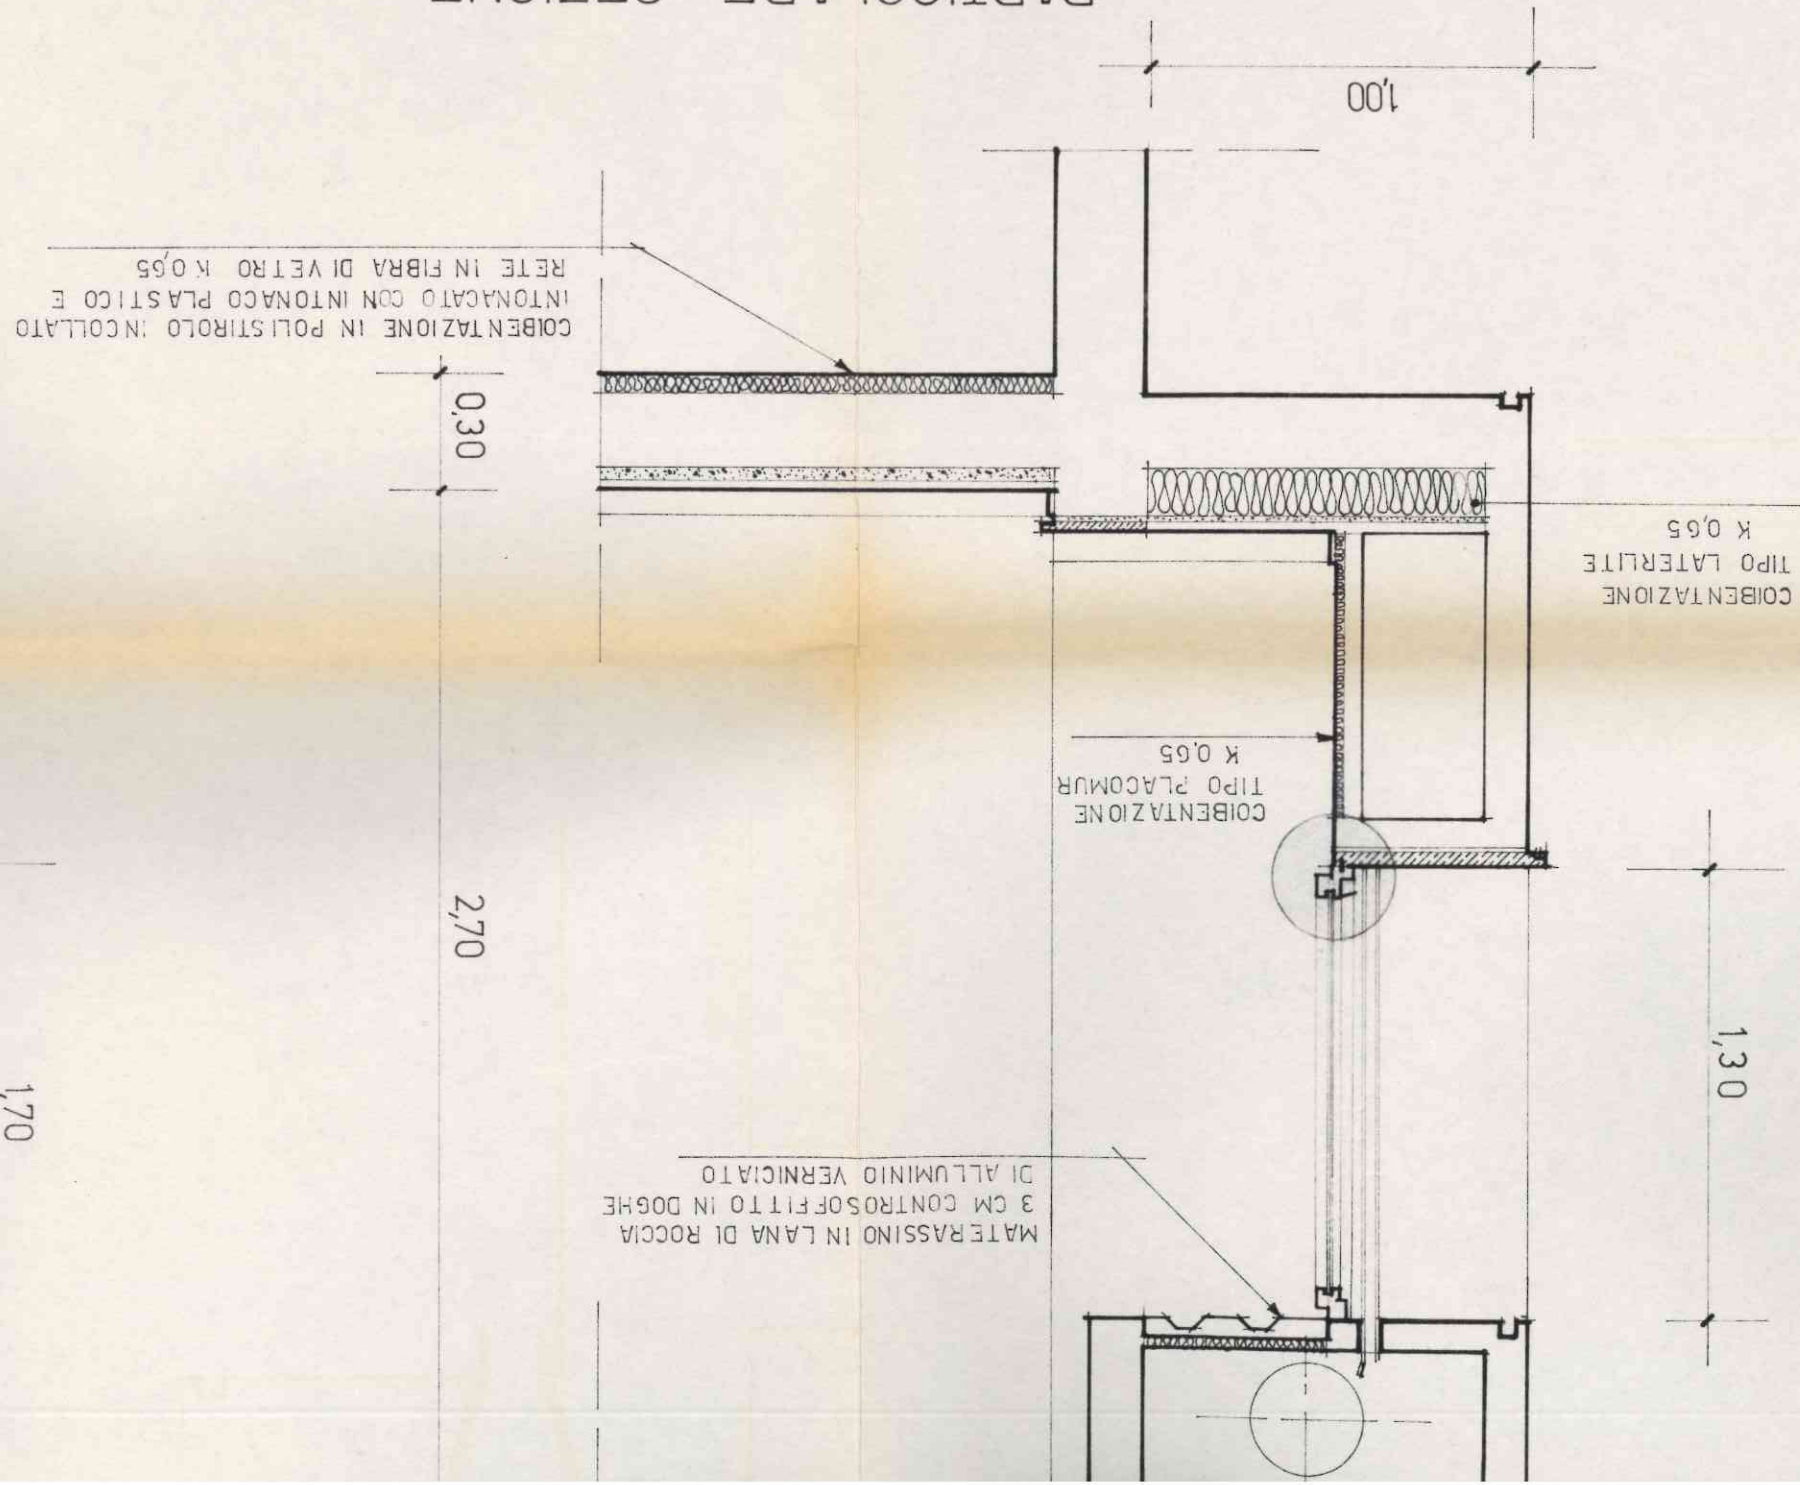 MATERASSINO IN LANA DI ROCCIA
3 CM CONTROSOFFITTO IN DOGHE
DI ALLUMINIO VERNICIATO
1,30
1,70
2,70
COIBENTAZIONE
TIPO PLACOMUR
K 0,65
COIBENTAZIONE
TIPO LATERLITE
K 0,65
0,30
COIBENTAZIONE IN POLISTIROLO INCOLLATO
INTONACATO CON INTONACO PLASTICO E
RETE IN FIBRA DI VETRO K 0,65
1,00
PARTICOLARE SEZIONE